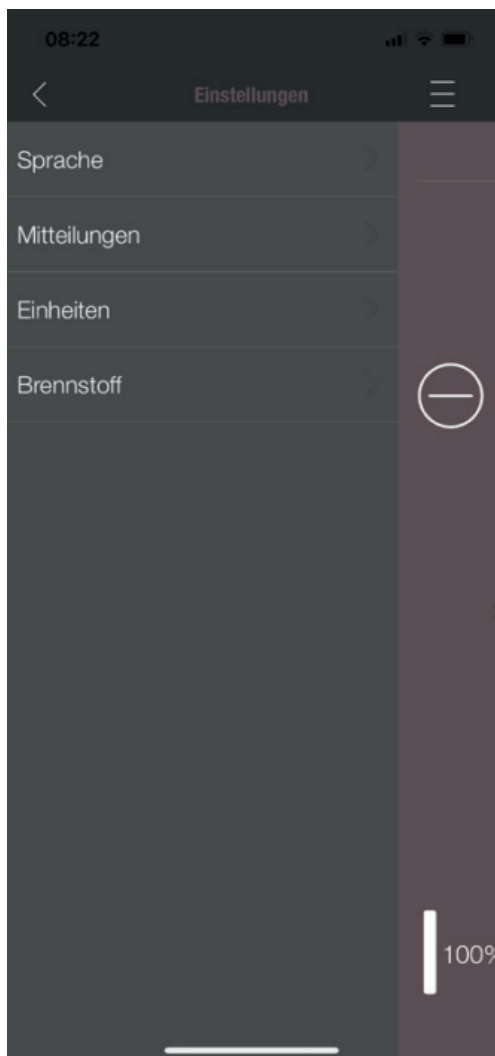 08:22
Einstellungen
Sprache
Mitteilungen
Einheiten
Brennstoff
100%